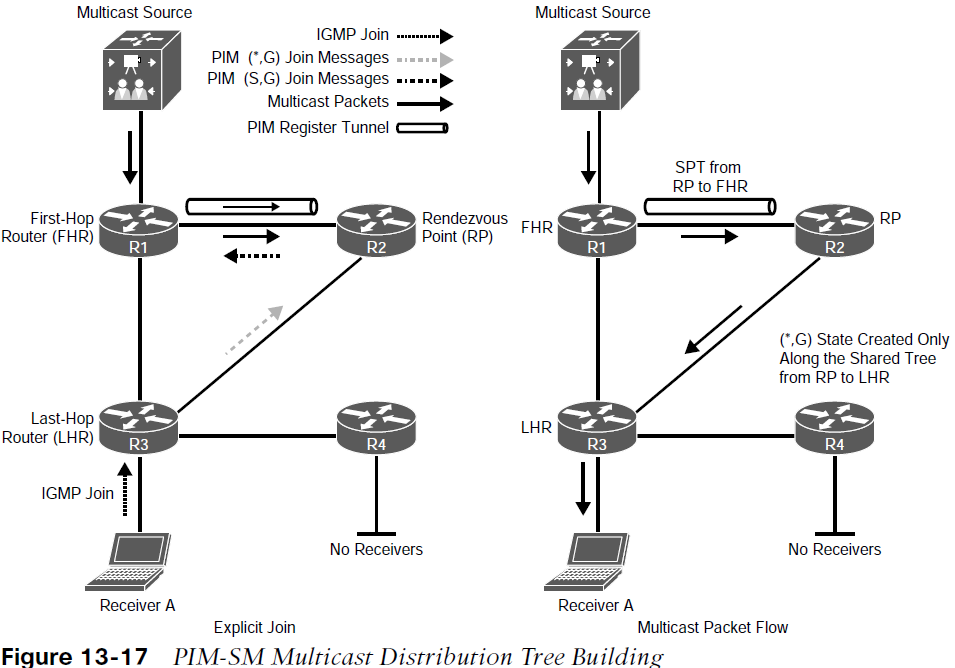 Multicast Source
IGMP Join
PIM (*,G) Join Messages
PIM (S,G) Join Messages
Multicast Packets
PIM Register Tunnel
First-Hop
Router (FHR)
R1
Rendezvous
Point (RP)
R2
Last-Hop
Router (LHR)
R3
R4
IGMP Join
No Receivers
Receiver A
Explicit Join
Multicast Source
SPT from
RP to FHR
FHR
R1
RP
R2
(*,G) State Created Only
Along the Shared Tree
from RP to LHR
LHR
R3
R4
No Receivers
Receiver A
Multicast Packet Flow
Figure 13-17 PIM-SM Multicast Distribution Tree Building